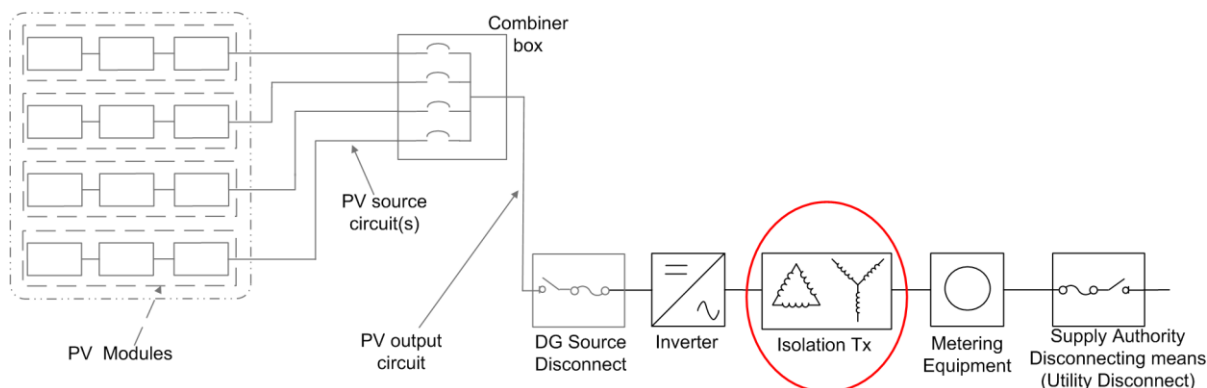 Combiner
box
PV source
circuit(s)
PV Modules
PV output
circuit
DG Source
Disconnect
Inverter
Isolation Tx
Metering
Equipment
Supply Authority
Disconnecting means
(Utility Disconnect)